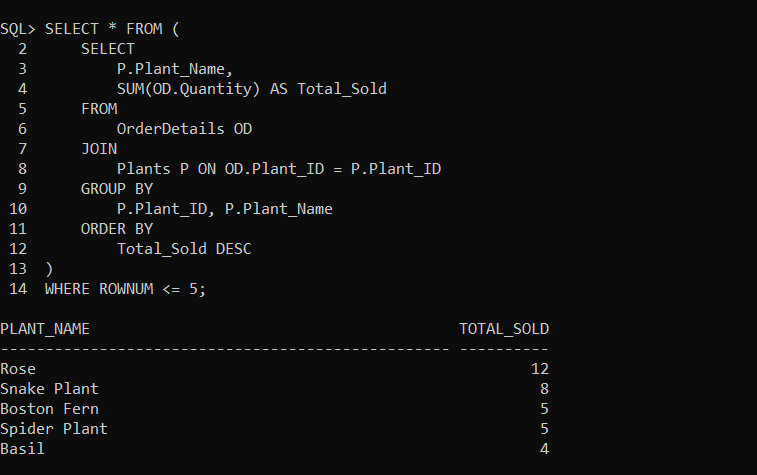 SQL> SELECT * FROM (
  2      SELECT
  3          P.Plant_Name,
  4          SUM(OD.Quantity) AS Total_Sold
  5      FROM
  6          OrderDetails OD
  7      JOIN
  8          Plants P ON OD.Plant_ID = P.Plant_ID
  9      GROUP BY
 10          P.Plant_ID, P.Plant_Name
 11      ORDER BY
 12          Total_Sold DESC
 13  )
 14  WHERE ROWNUM <= 5;

PLANT_NAME                                         TOTAL_SOLD
-------------------------------------------------- ----------
Rose                                                       12
Snake Plant                                                 8
Boston Fern                                                 5
Spider Plant                                                5
Basil                                                       4